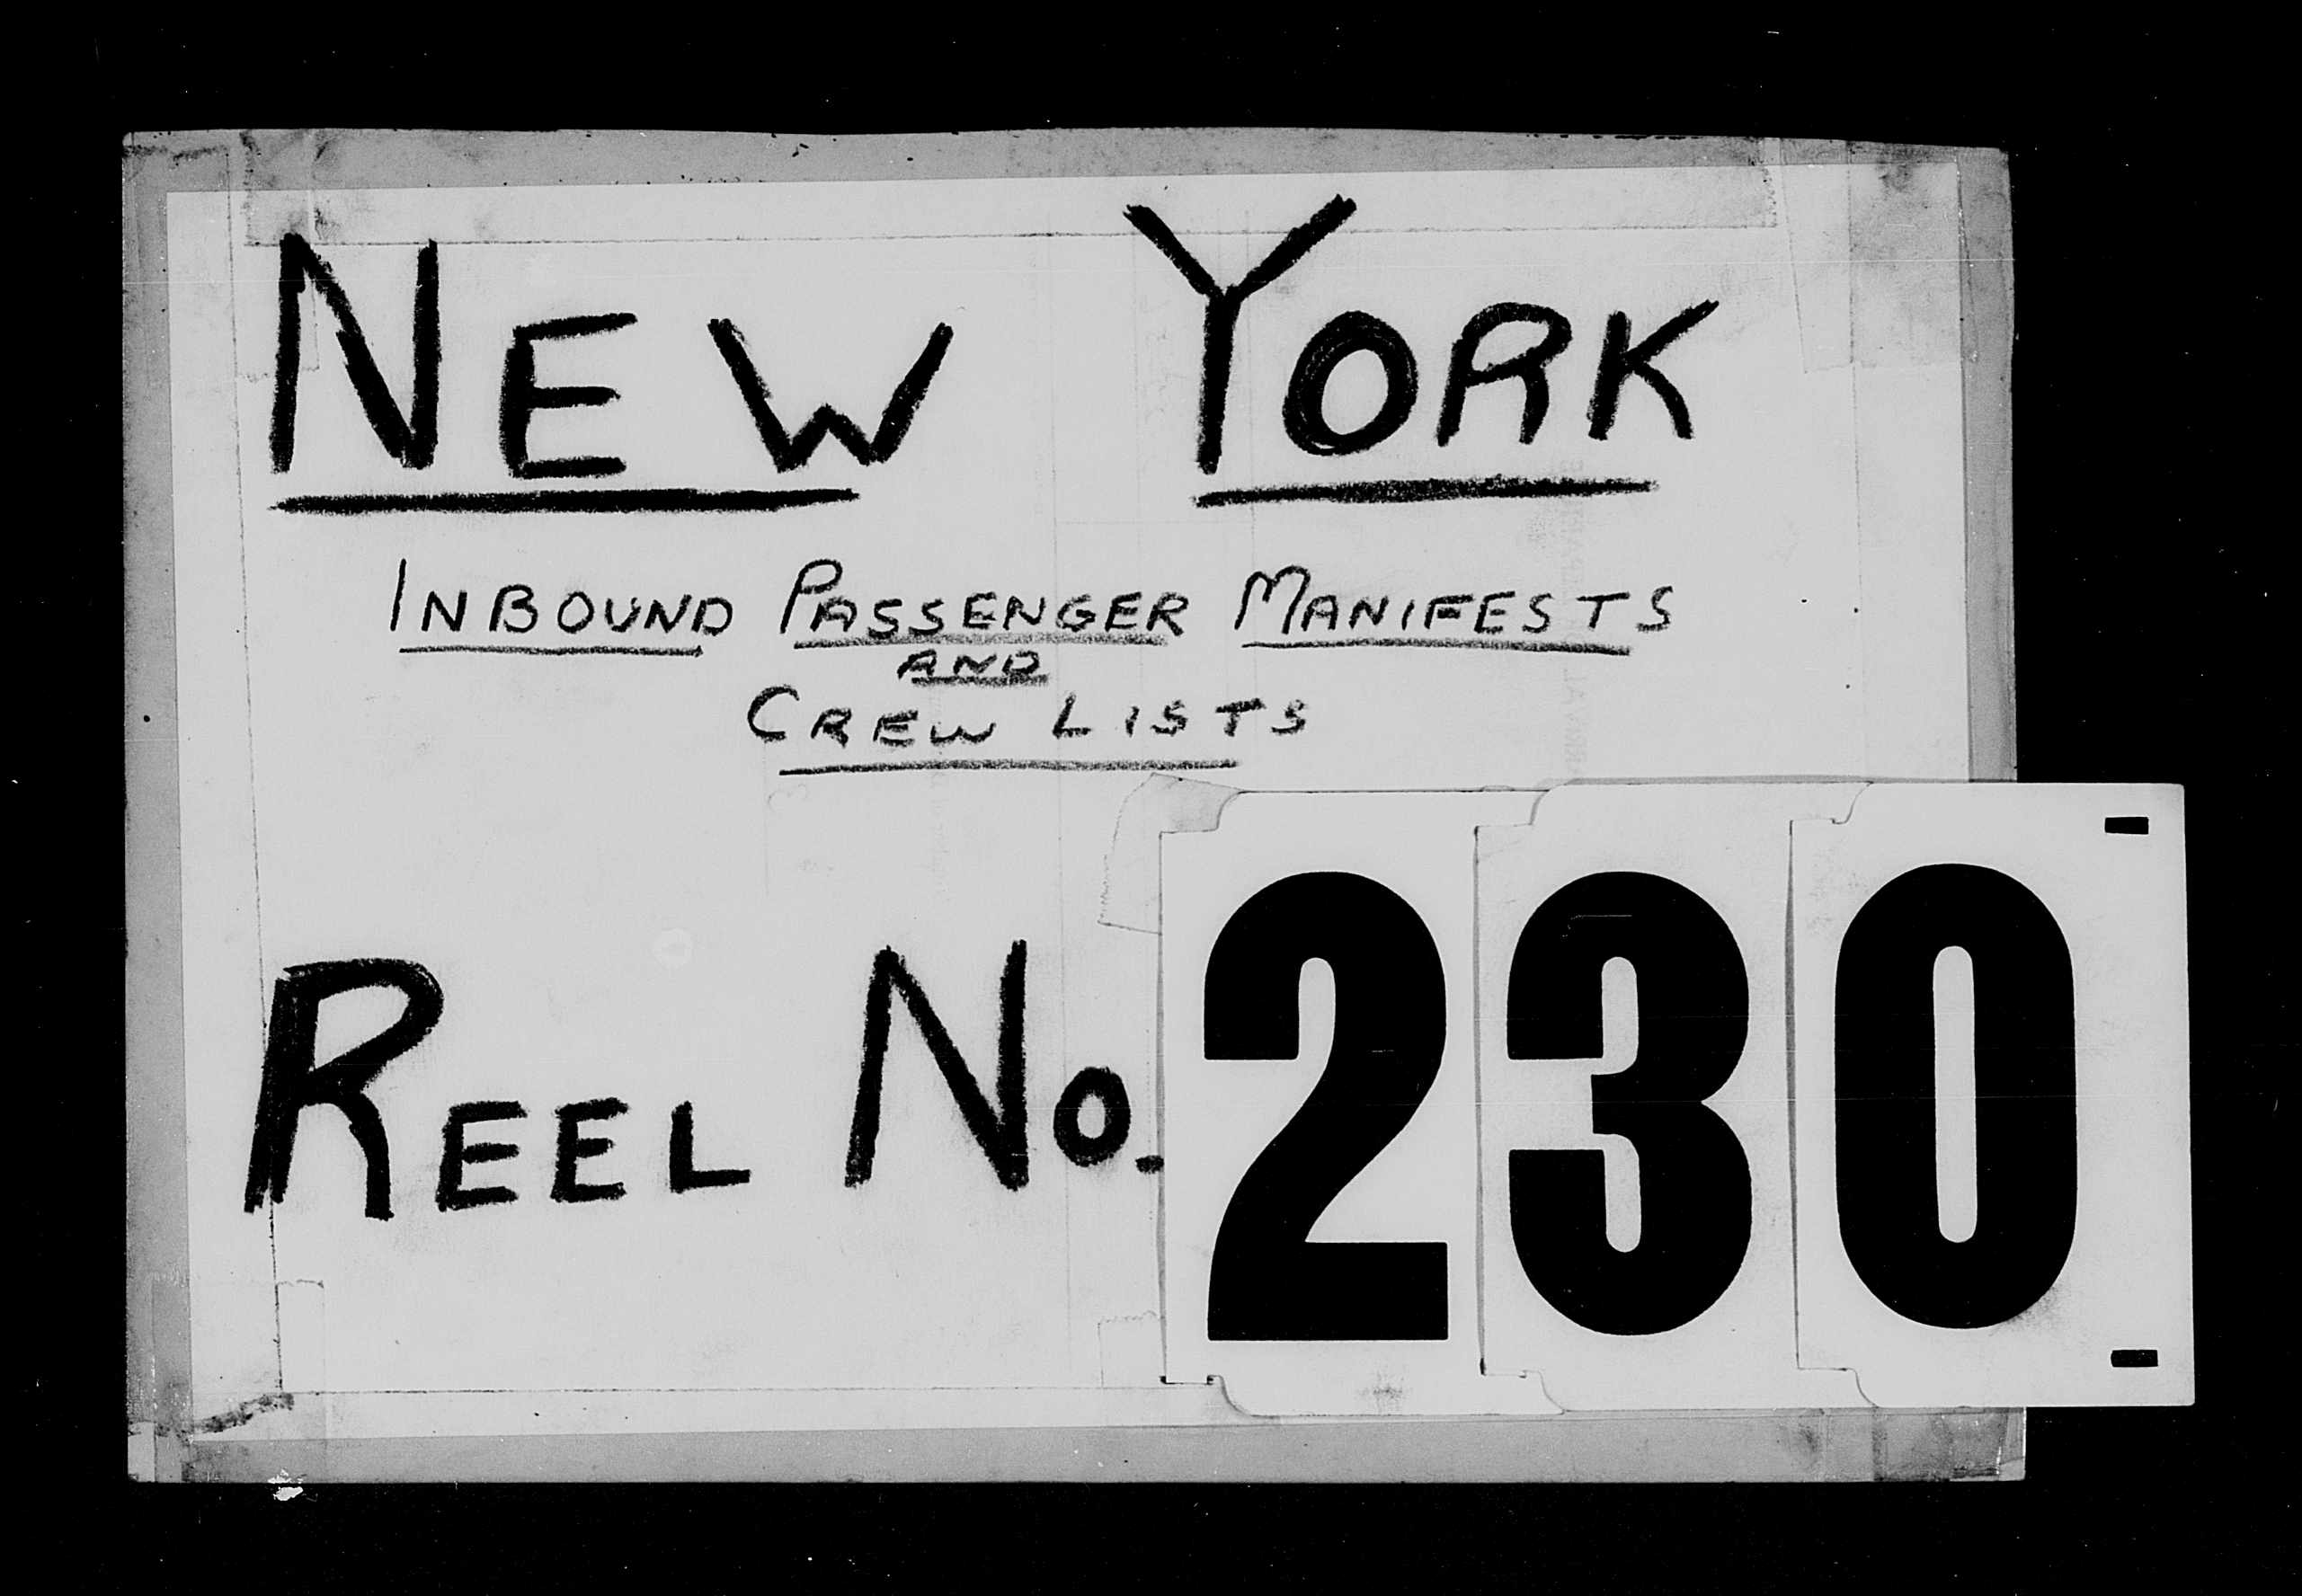 NEW YORK
INBOUND PASSENGER MANIFESTS
AND
CREW LISTS
REEL NO. 230